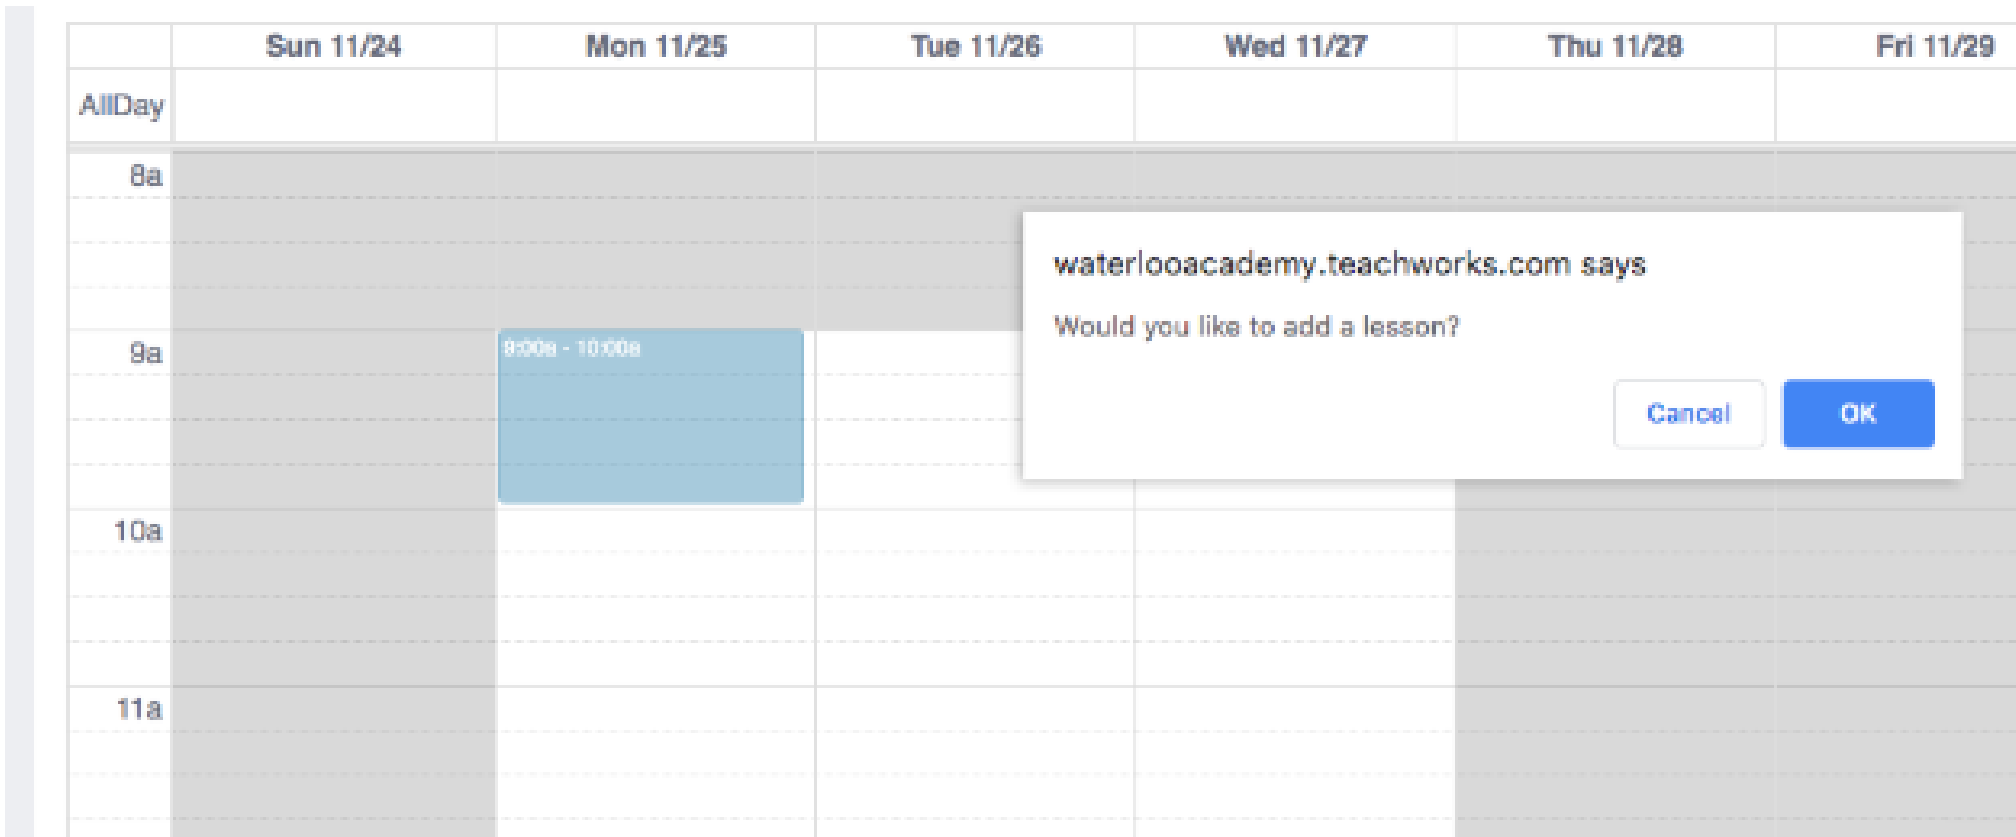 Sun 11/24 Mon 11/25 Tue 11/26 Wed 11/27 Thu 11/28 Fri 11/29
AllDay
8a
waterlooacademy.teachworks.com says
Would you like to add a lesson?
9a
9:00a - 10:00a
Cancel OK
10a
11a